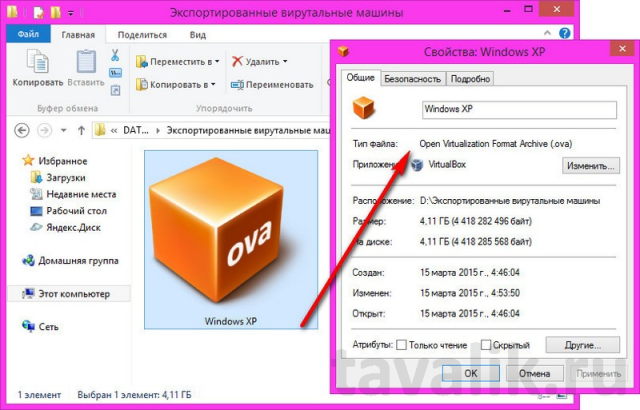 Экспортированные вирутальные машины
Файл
Главная
Поделиться
Вид
Копировать
Вставить
Переместить в
Копировать в
Удалить
Буфер обмена
Упорядочить
« DAT...
Экспортированные вирутальные маш
Избранное
Загрузки
Недавние места
Рабочий стол
Яндекс.Диск
Домашняя группа
Этот компьютер
Сеть
ova
Windows XP
1 элемент
Выбран 1 элемент: 4,11 ГБ
Свойства: Windows XP
Общие
Безопасность
Подробно
Windows XP
Тип файла: Open Virtualization Format Archive (.ova)
Приложение: VirtualBox
Изменить...
Расположение: D:\Экспортированные вирутальные машины
Размер: 4,11 ГБ (4 418 282 496 байт)
На диске: 4,11 ГБ (4 418 285 568 байт)
Создан: 15 марта 2015 г., 4:46:04
Изменен: 15 марта 2015 г., 4:53:50
Открыт: 15 марта 2015 г., 4:46:04
Атрибуты: Только чтение Скрытый Другие...
OK Отмена Применить
tavalik.ru